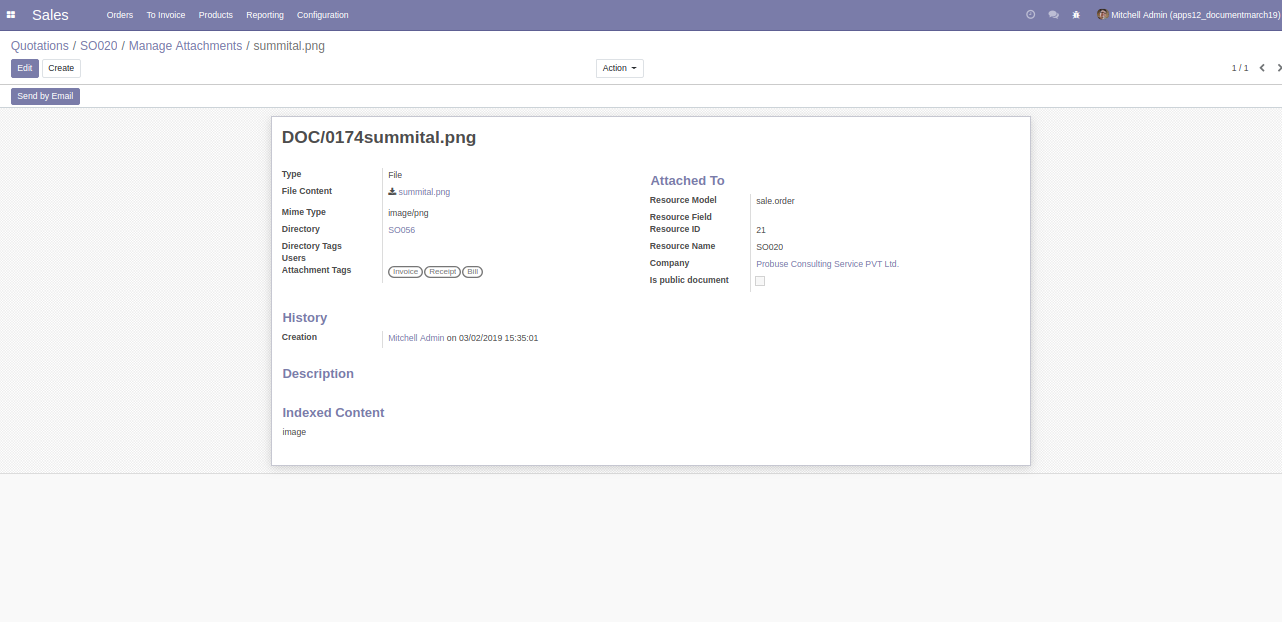 Sales Orders To Invoice Products Reporting Configuration Mitchell Admin (apps12_documentmarch19)
Quotations / SO020 / Manage Attachments / summital.png
Edit Create Action 1 / 1
Send by Email
DOC/0174summital.png
Type File
File Content summital.png
Mime Type image/png
Directory SO056
Directory Tags
Users
Attachment Tags Invoice Receipt Bill
Attached To
Resource Model sale.order
Resource Field
Resource ID 21
Resource Name SO020
Company Probuse Consulting Service PVT Ltd.
Is public document
History
Creation Mitchell Admin on 03/02/2019 15:35:01
Description
Indexed Content
image